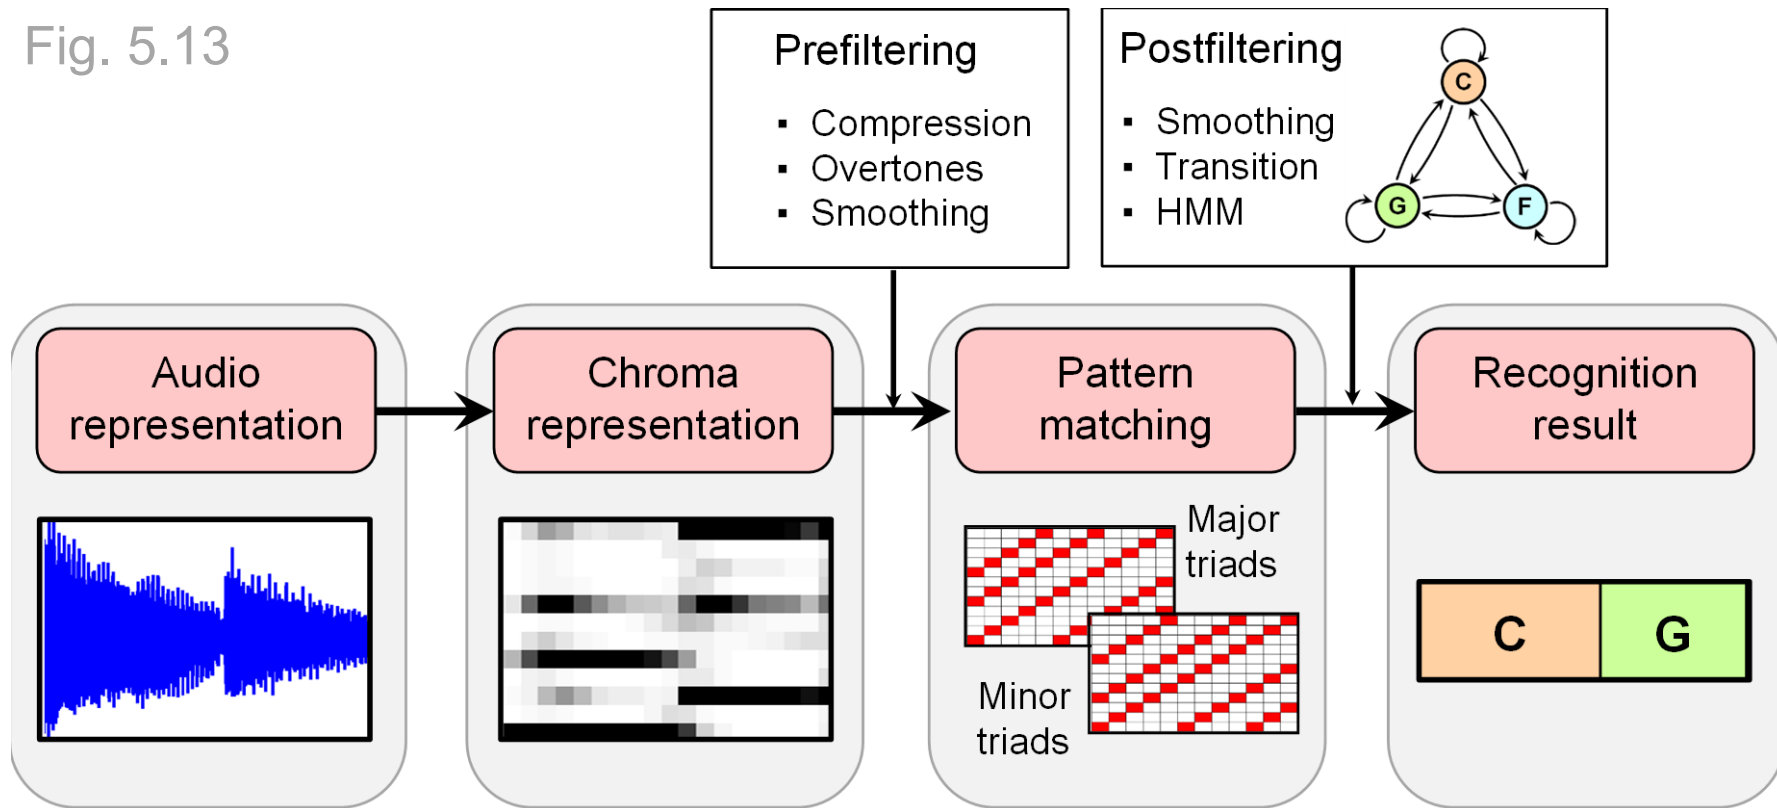 Fig. 5.13
Prefiltering
▪ Compression
▪ Overtones
▪ Smoothing
Postfiltering
▪ Smoothing
▪ Transition
▪ HMM
C
G
F
Audio
representation
Chroma
representation
Pattern
matching
Recognition
result
Major
triads
Minor
triads
C
G